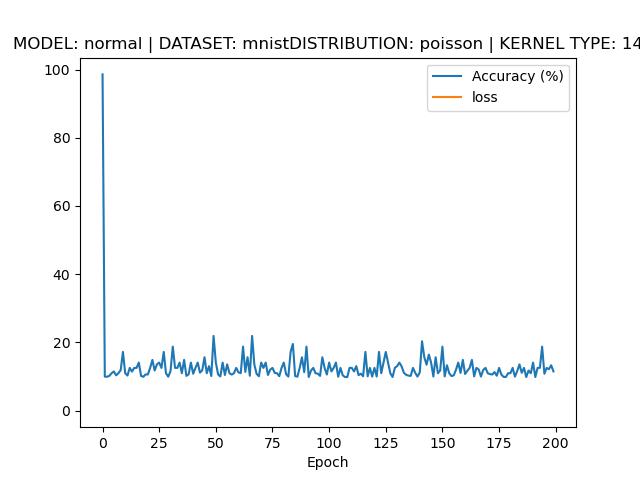 MODEL: normal | DATASET: mnistDISTRIBUTION: poisson | KERNEL TYPE: 14
Accuracy (%)
loss
100
80
60
40
20
0
0 25 50 75 100 125 150 175 200
Epoch